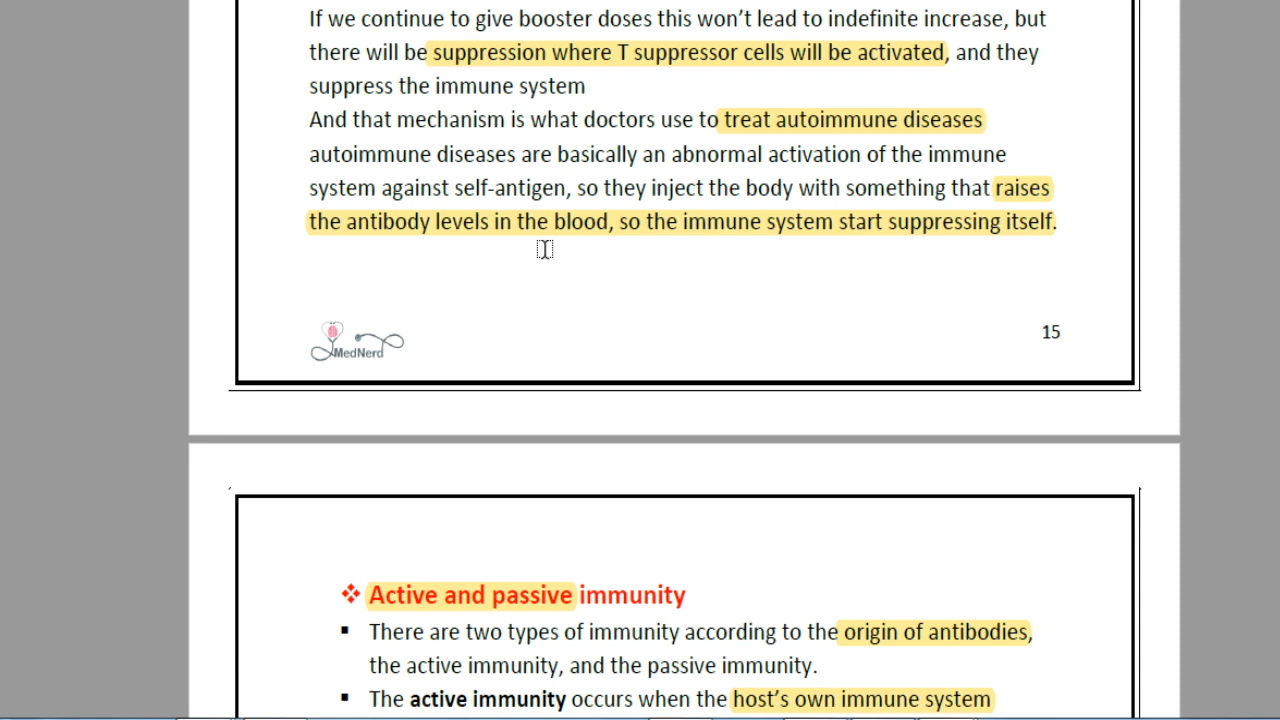 If we continue to give booster doses this won’t lead to indefinite increase, but
there will be suppression where T suppressor cells will be activated, and they
suppress the immune system
And that mechanism is what doctors use to treat autoimmune diseases
autoimmune diseases are basically an abnormal activation of the immune
system against self-antigen, so they inject the body with something that raises
the antibody levels in the blood, so the immune system start suppressing itself.
MedNerd
15
❖ Active and passive immunity
▪ There are two types of immunity according to the origin of antibodies,
the active immunity, and the passive immunity.
▪ The active immunity occurs when the host’s own immune system